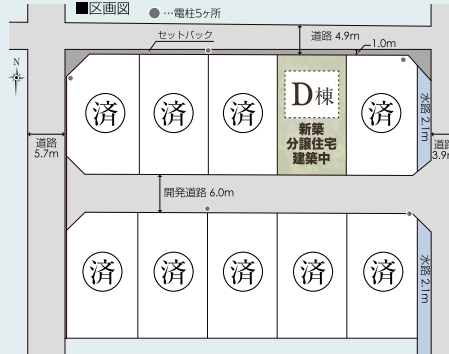 ■区画図 ●…電柱5ヶ所
セットバック
道路 4.9m
1.0m
N
済
済
済
D棟
新築
分譲住宅
建築中
済
水路 2.1m
道路
5.7m
道路
3.9m
開発道路 6.0m
済
済
済
済
済
水路 2.1m